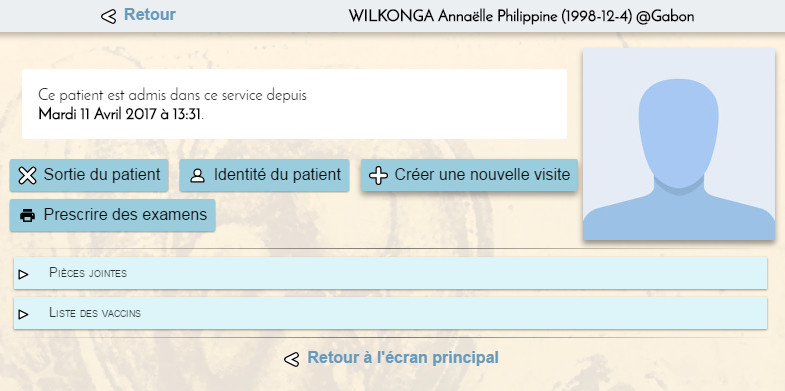 Retour
WILKONGA Annaëlle Philippine (1998-12-4) @Gabon
Ce patient est admis dans ce service depuis
Mardi 11 Avril 2017 à 13:31.
Sortie du patient
Identité du patient
Créer une nouvelle visite
Prescrire des examens
Pièces jointes
Liste des vaccins
Retour à l'écran principal